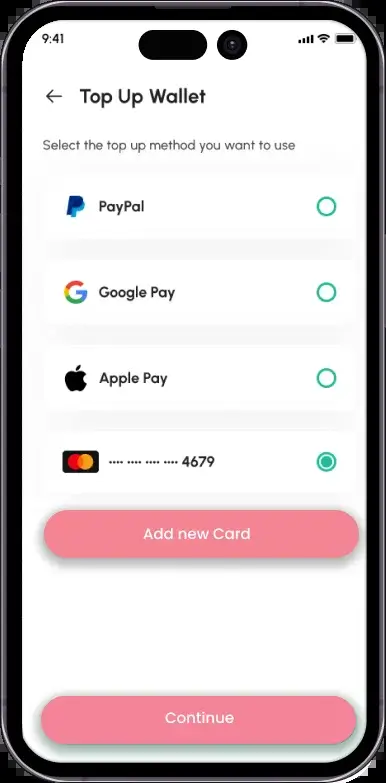 9:41
Top Up Wallet
Select the top up method you want to use
PayPal
Google Pay
Apple Pay
•••• •••• •••• •••• 4679
Add new Card
Continue